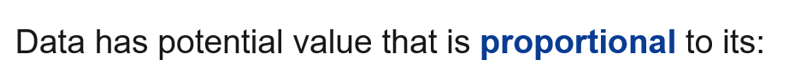 Data has potential value that is proportional to its: